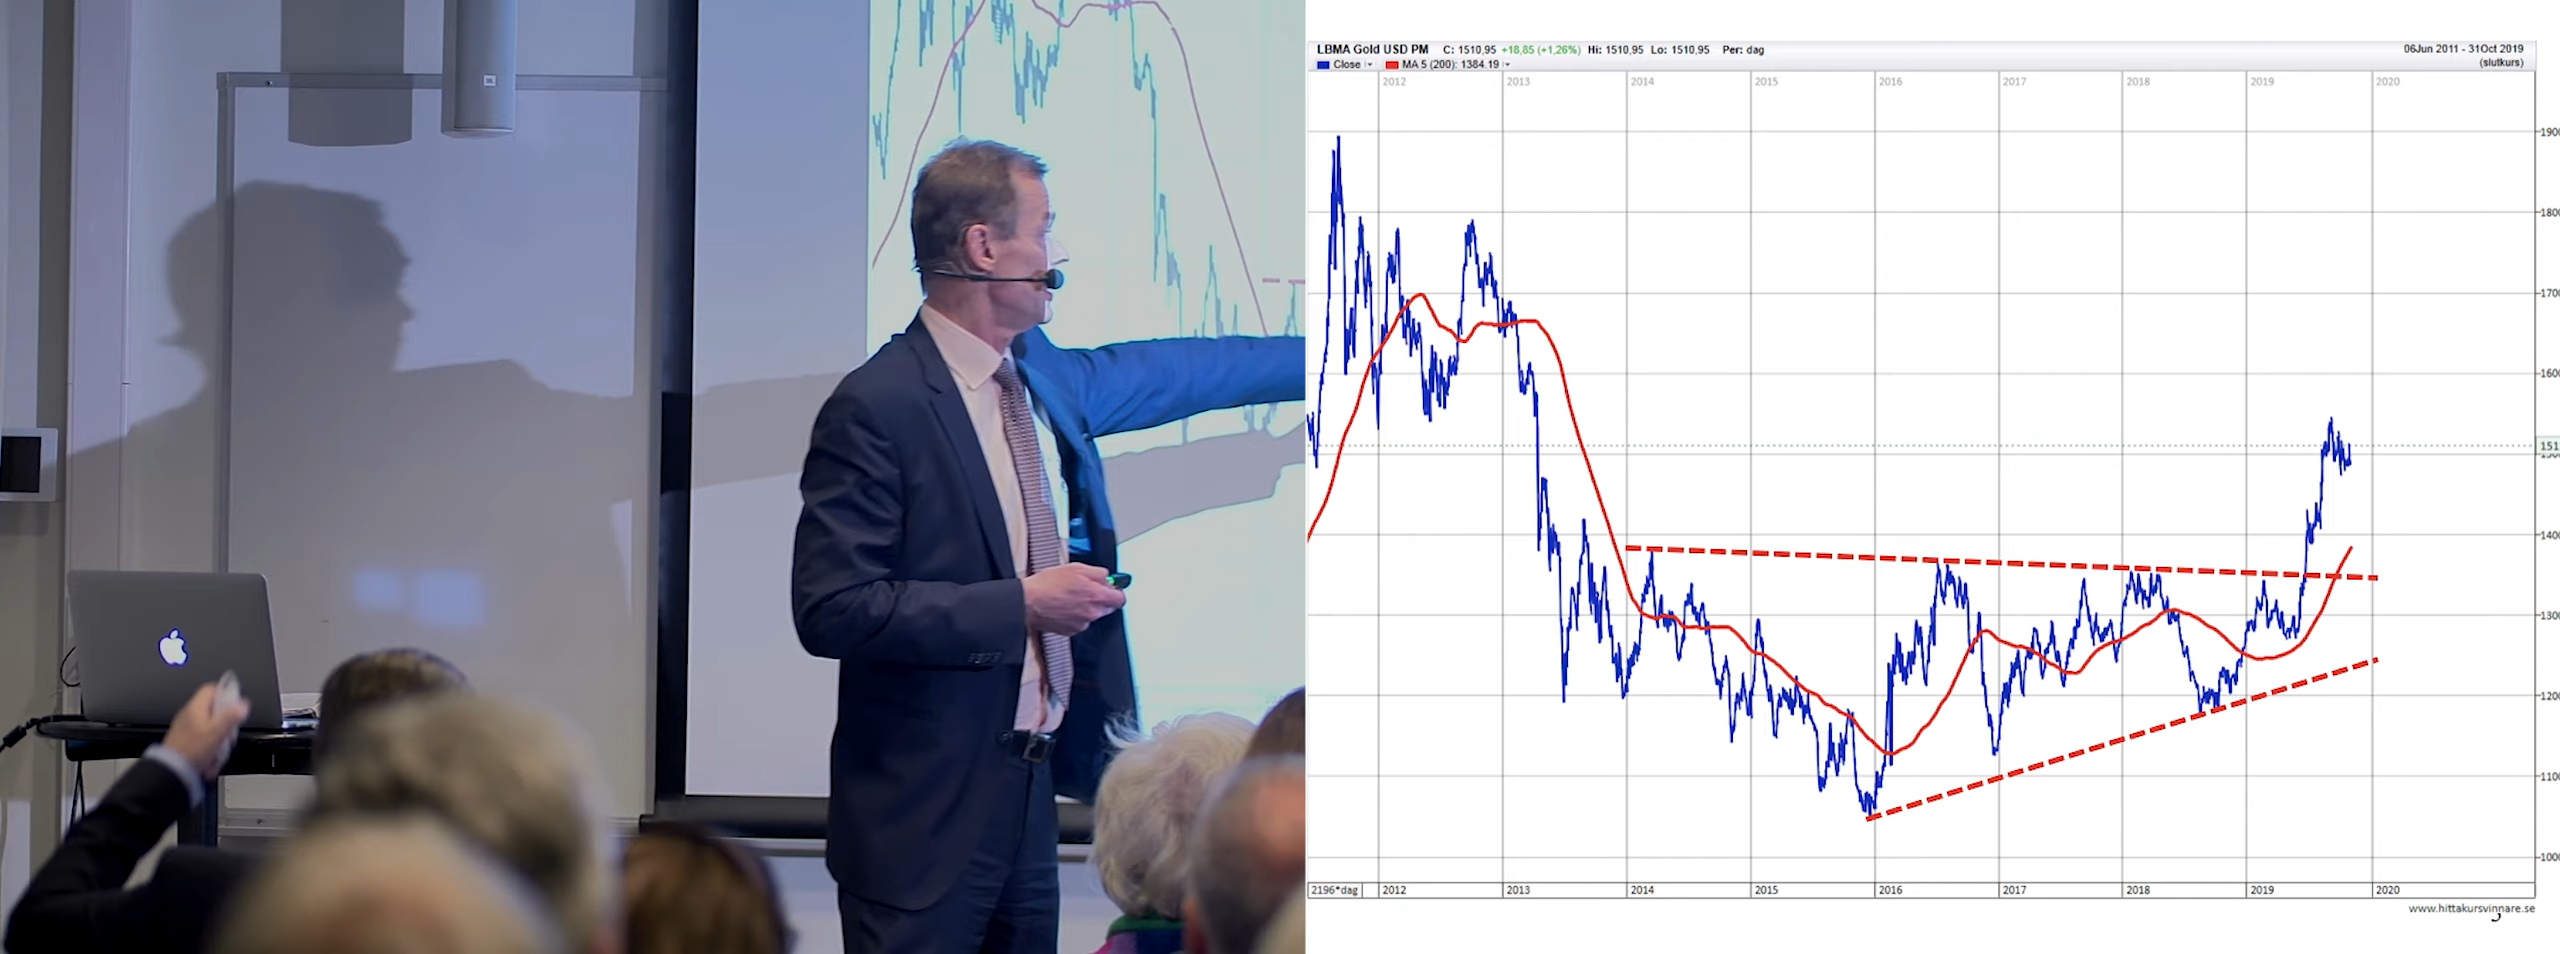 LBMA Gold USD PM C: 1510,95 +18,85 (+1,26%) Hi: 1510,95 Lo: 1510,95 Per: dag
06Jun 2011 - 31Oct 2019
Close MA 5 (200): 1384.19
(slutkurs)
2012 2013 2014 2015 2016 2017 2018 2019 2020
1800
1700
1600
1400
1300
1200
1100
1000
2196*dag 2012 2013 2014 2015 2016 2017 2018 2019 2020
www.hittakursvinnare.se